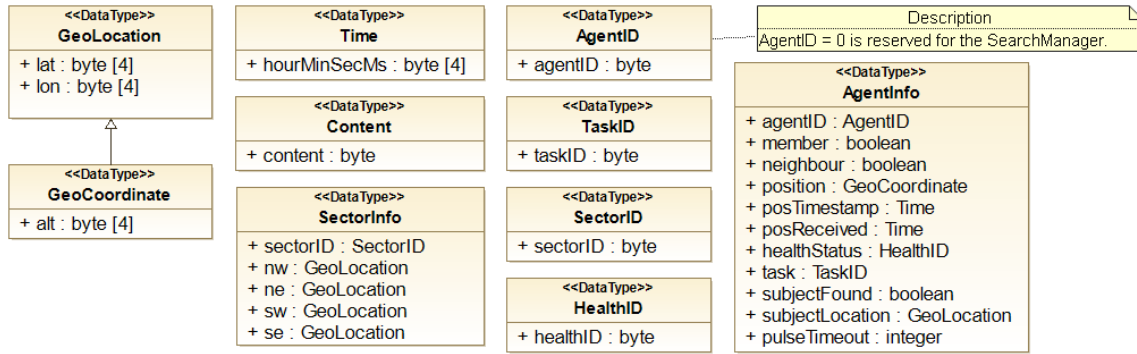 <<DataType>>
GeoLocation
+ lat : byte [4]
+ lon : byte [4]
<<DataType>>
GeoCoordinate
+ alt : byte [4]
<<DataType>>
Time
+ hourMinSecMs : byte [4]
<<DataType>>
Content
+ content : byte
<<DataType>>
SectorInfo
+ sectorID : SectorID
+ nw : GeoLocation
+ ne : GeoLocation
+ sw : GeoLocation
+ se : GeoLocation
<<DataType>>
AgentID
+ agentID : byte
<<DataType>>
TaskID
+ taskID : byte
<<DataType>>
SectorID
+ sectorID : byte
<<DataType>>
HealthID
+ healthID : byte
Description
AgentID = 0 is reserved for the SearchManager.
<<DataType>>
AgentInfo
+ agentID : AgentID
+ member : boolean
+ neighbour : boolean
+ position : GeoCoordinate
+ posTimestamp : Time
+ posReceived : Time
+ healthStatus : HealthID
+ task : TaskID
+ subjectFound : boolean
+ subjectLocation : GeoLocation
+ pulseTimeout : integer